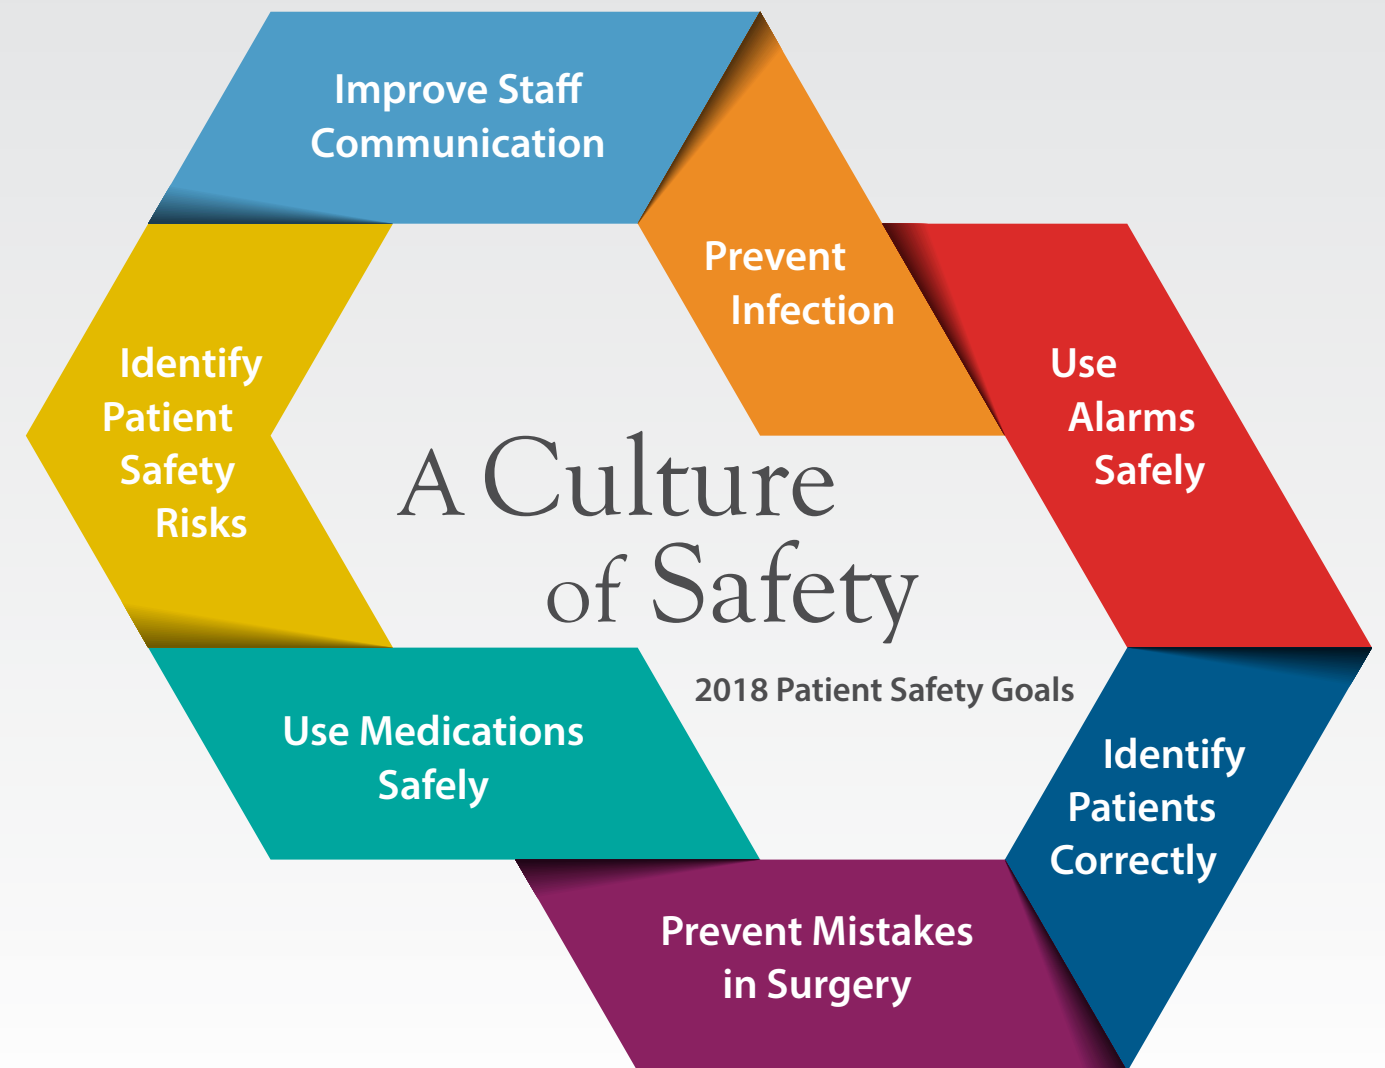 Improve Staff
Communication
Prevent
Infection
Use
Alarms
Safely
Identify
Patient
Safety
Risks
A Culture
of Safety
2018 Patient Safety Goals
Use Medications
Safely
Identify
Patients
Correctly
Prevent Mistakes
in Surgery